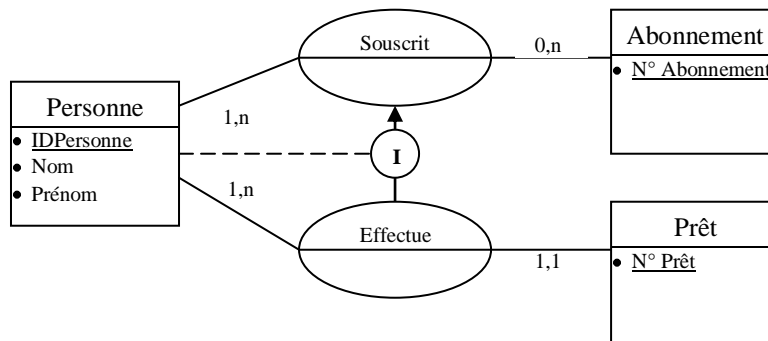 Souscrit
0,n
Abonnement
N° Abonnement
Personne
IDPersonne
Nom
Prénom
1,n
I
1,n
Effectue
1,1
Prêt
N° Prêt